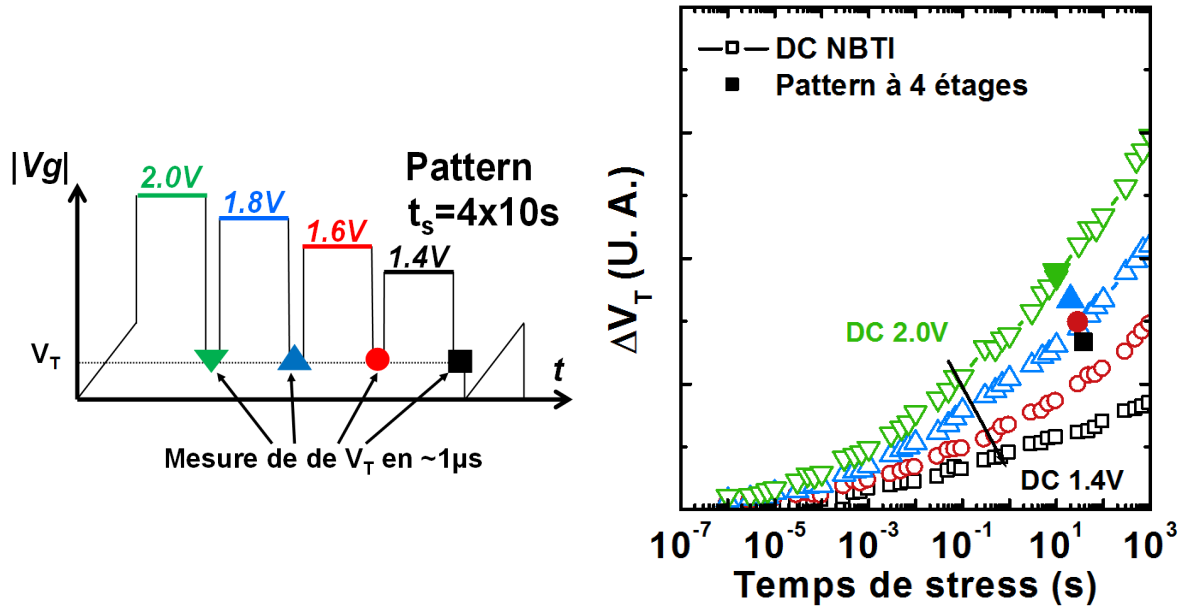 |Vg|
2.0V
1.8V
1.6V
1.4V
Pattern
ts=4x10s
VT
t
Mesure de de VT en ~1µs
DC NBTI
Pattern à 4 étages
ΔVT (U. A.)
DC 2.0V
DC 1.4V
10-7 10-5 10-3 10-1 101 103
Temps de stress (s)